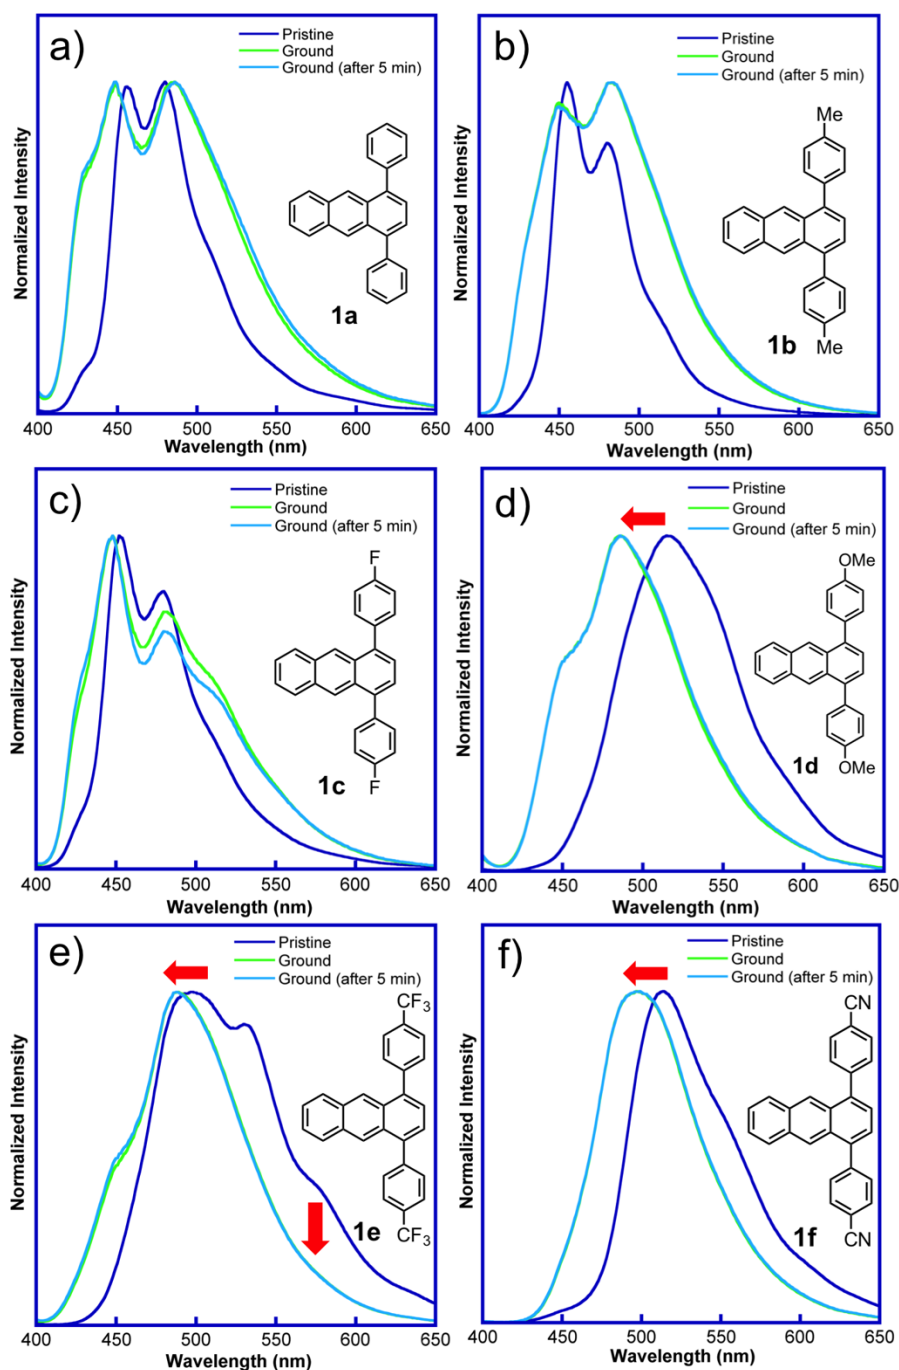 a)
Pristine
Ground
Ground (after 5 min)
Normalized Intensity
1a
400 450 500 550 600 650
Wavelength (nm)
b)
Pristine
Ground
Ground (after 5 min)
Normalized Intensity
Me
1b
Me
400 450 500 550 600 650
Wavelength (nm)
c)
Pristine
Ground
Ground (after 5 min)
Normalized Intensity
F
1c
F
400 450 500 550 600 650
Wavelength (nm)
d)
Pristine
Ground
Ground (after 5 min)
Normalized Intensity
OMe
1d
OMe
400 450 500 550 600 650
Wavelength (nm)
e)
Pristine
Ground
Ground (after 5 min)
Normalized Intensity
CF3
1e
CF3
400 450 500 550 600 650
Wavelength (nm)
f)
Pristine
Ground
Ground (after 5 min)
Normalized Intensity
CN
1f
CN
400 450 500 550 600 650
Wavelength (nm)